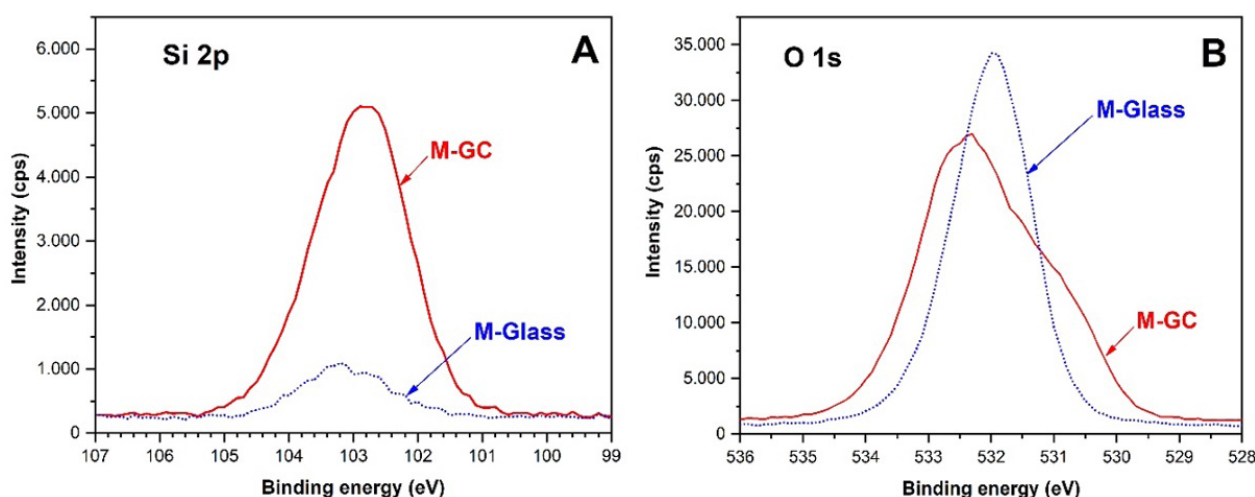 Si 2p
A
6.000
5.000
4.000
3.000
2.000
1.000
0
M-GC
M-Glass
Intensity (cps)
107 106 105 104 103 102 101 100 99
Binding energy (eV)
O 1s
B
35.000
30.000
25.000
20.000
15.000
10.000
5.000
0
M-Glass
M-GC
Intensity (cps)
536 535 534 533 532 531 530 529 528
Binding energy (eV)